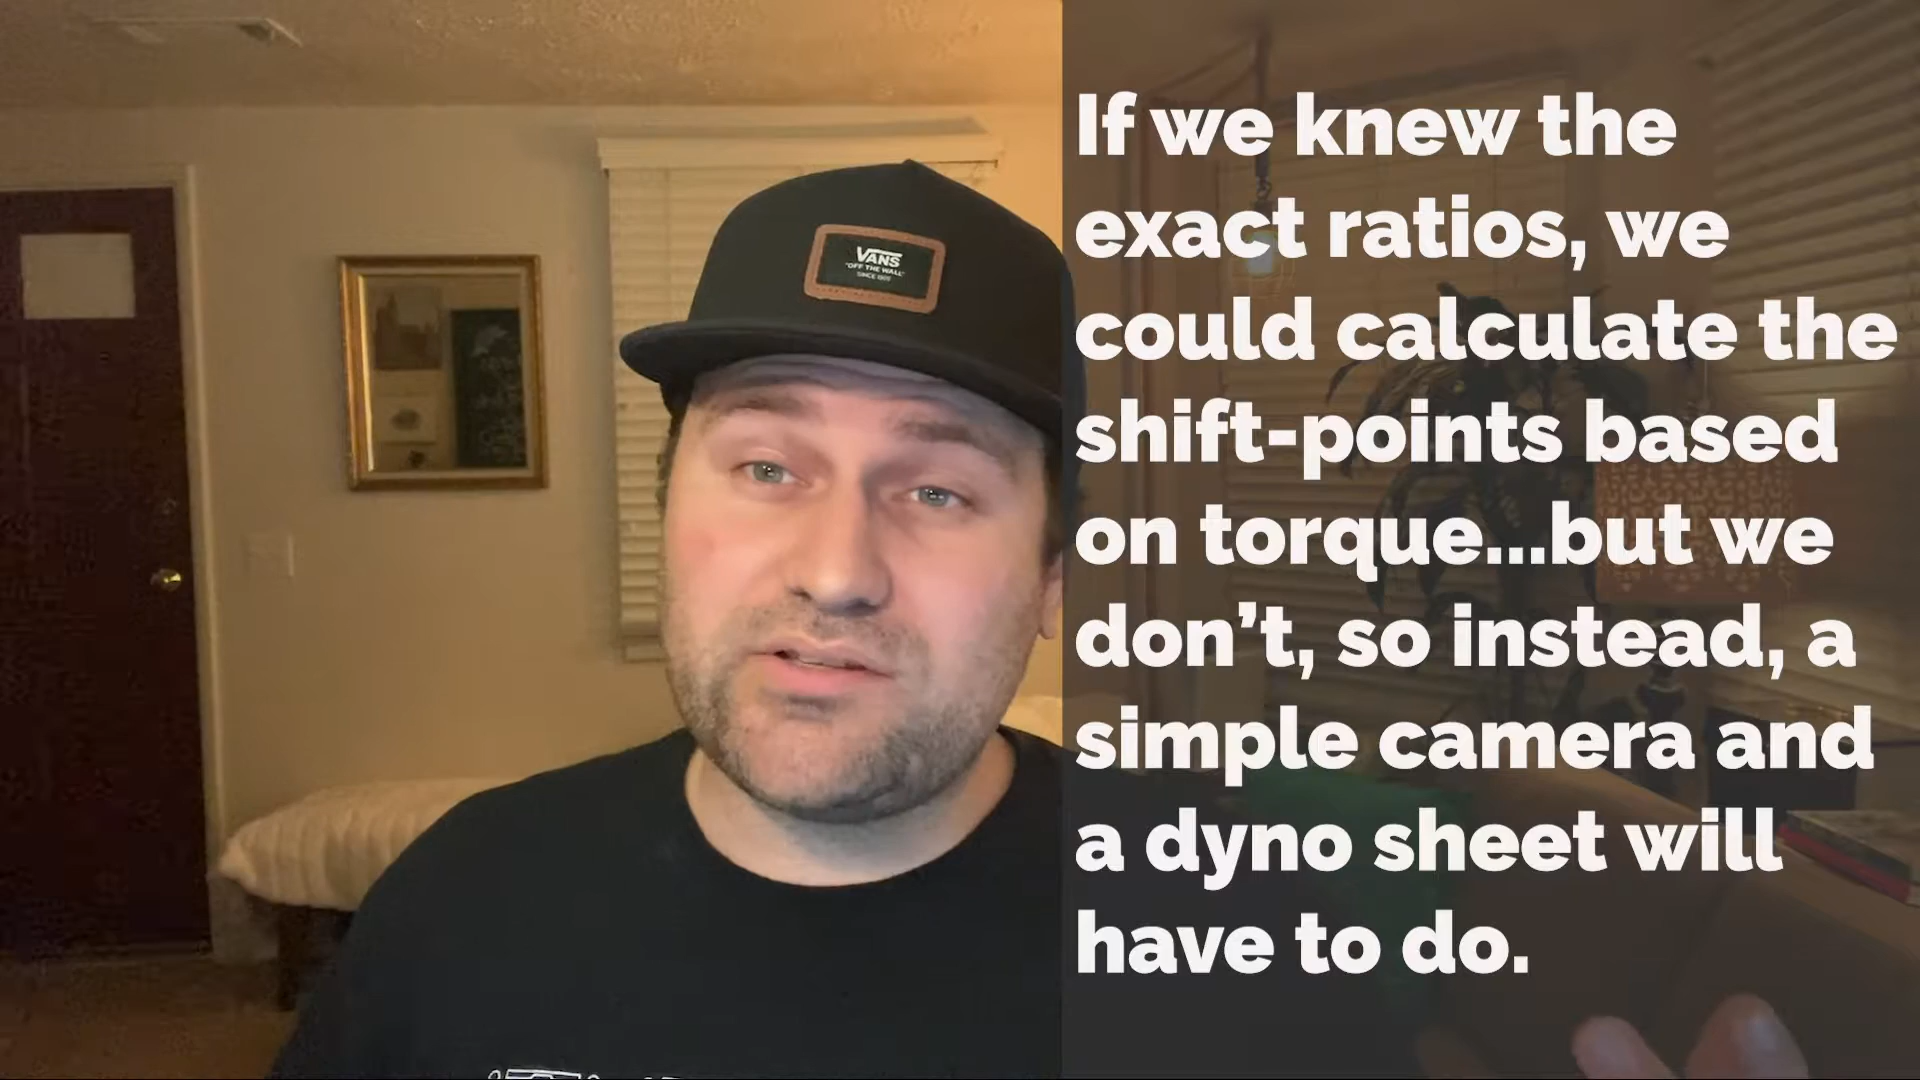 VANS
"OFF THE WALL"
If we knew the
exact ratios, we
could calculate the
shift-points based
on torque...but we
don't, so instead, a
simple camera and
a dyno sheet will
have to do.